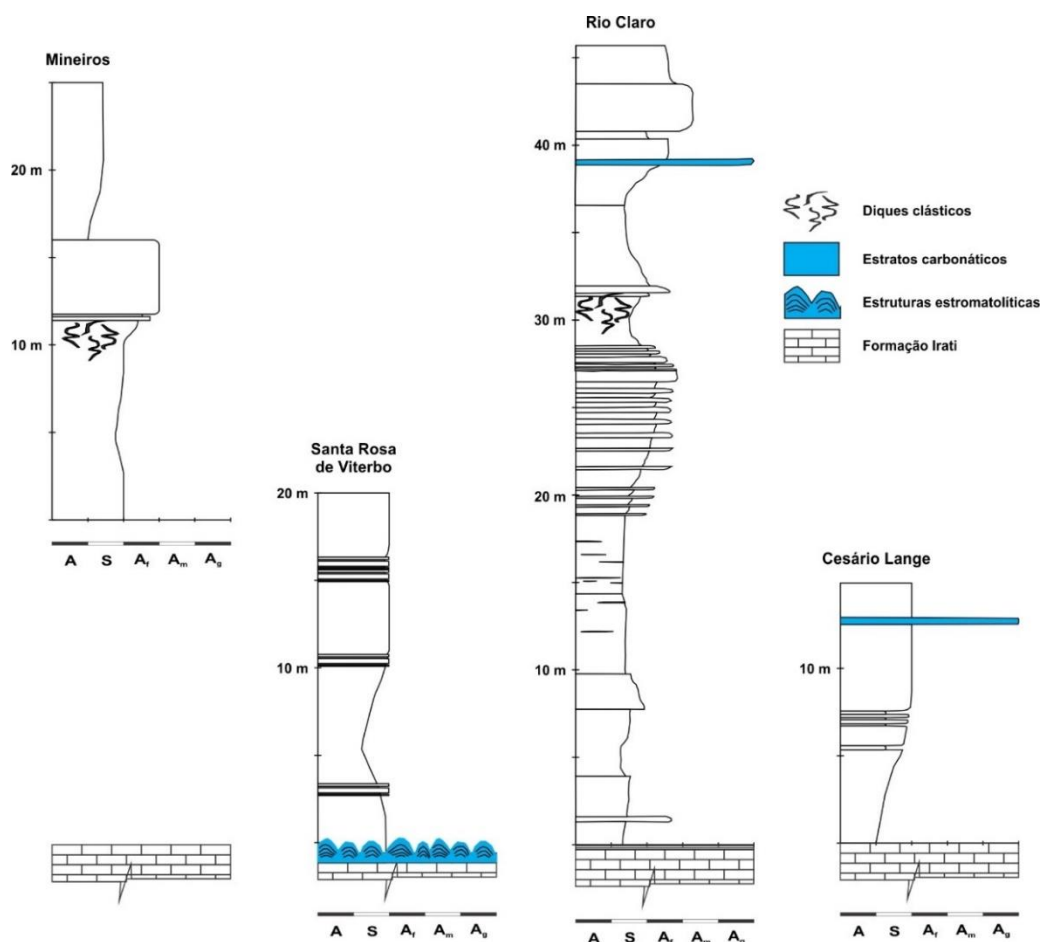 Mineiros
20 m
10 m
A S Af Am Ag
Santa Rosa
de Viterbo
20 m
10 m
A S Af Am Ag
Rio Claro
40 m
30 m
20 m
10 m
A S Af Am Ag
Cesário Lange
10 m
A S Af Am Ag
Diques clásticos
Estratos carbonáticos
Estruturas estromatolíticas
Formação Irati